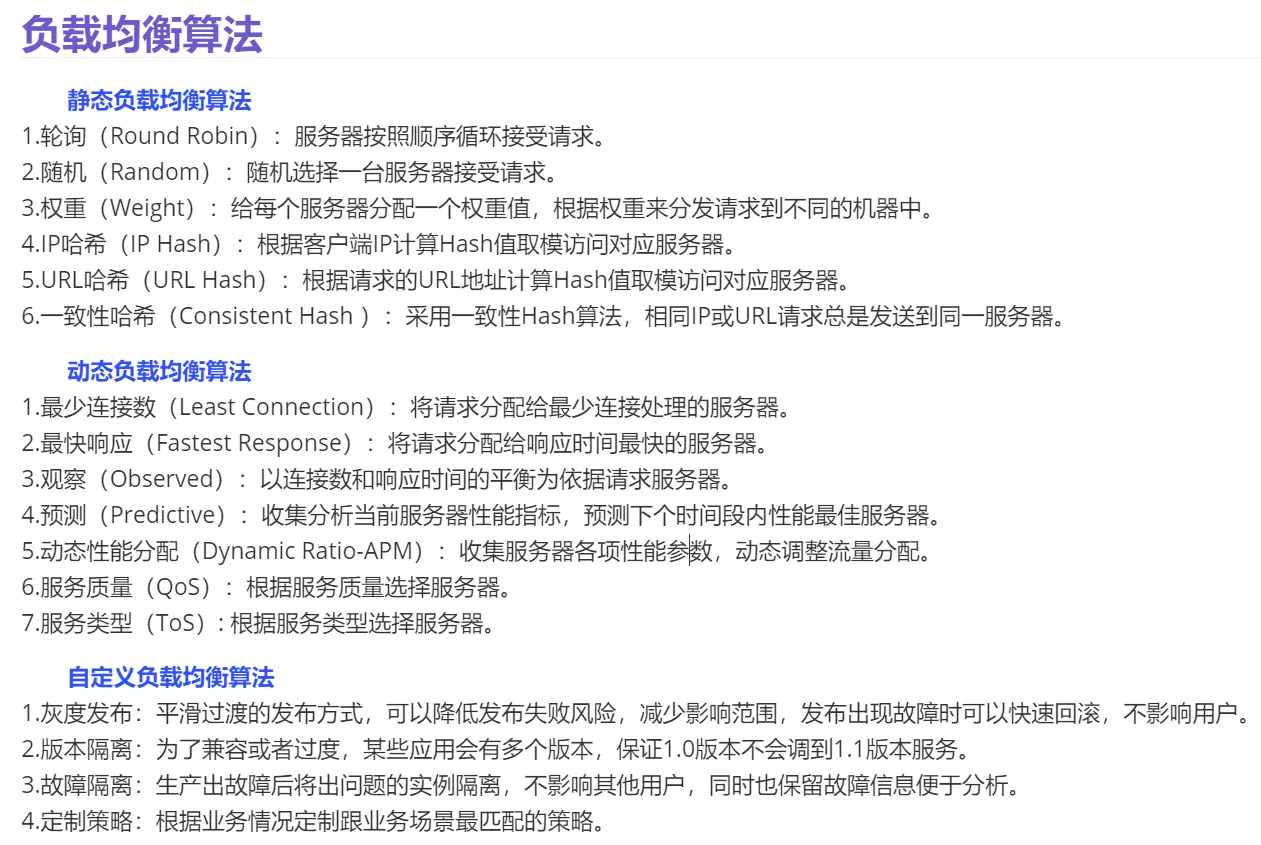 负载均衡算法
静态负载均衡算法
1.轮询（Round Robin）：服务器按照顺序循环接受请求。
2.随机（Random）：随机选择一台服务器接受请求。
3.权重（Weight）：给每个服务器分配一个权重值，根据权重来分发请求到不同的机器中。
4.IP哈希（IP Hash）：根据客户端IP计算Hash值取模访问对应服务器。
5.URL哈希（URL Hash）：根据请求的URL地址计算Hash值取模访问对应服务器。
6.一致性哈希（Consistent Hash ）：采用一致性Hash算法，相同IP或URL请求总是发送到同一服务器。
动态负载均衡算法
1.最少连接数（Least Connection）：将请求分配给最少连接处理的服务器。
2.最快响应（Fastest Response）：将请求分配给响应时间最快的服务器。
3.观察（Observed）：以连接数和响应时间的平衡为依据请求服务器。
4.预测（Predictive）：收集分析当前服务器性能指标，预测下个时间段内性能最佳服务器。
5.动态性能分配（Dynamic Ratio-APM）：收集服务器各项性能参数，动态调整流量分配。
6.服务质量（QoS）：根据服务质量选择服务器。
7.服务类型（ToS）: 根据服务类型选择服务器。
自定义负载均衡算法
1.灰度发布：平滑过渡的发布方式，可以降低发布失败风险，减少影响范围，发布出现故障时可以快速回滚，不影响用户。
2.版本隔离：为了兼容或者过度，某些应用会有多个版本，保证1.0版本不会调到1.1版本服务。
3.故障隔离：生产出故障后将出问题的实例隔离，不影响其他用户，同时也保留故障信息便于分析。
4.定制策略：根据业务情况定制跟业务场景最匹配的策略。